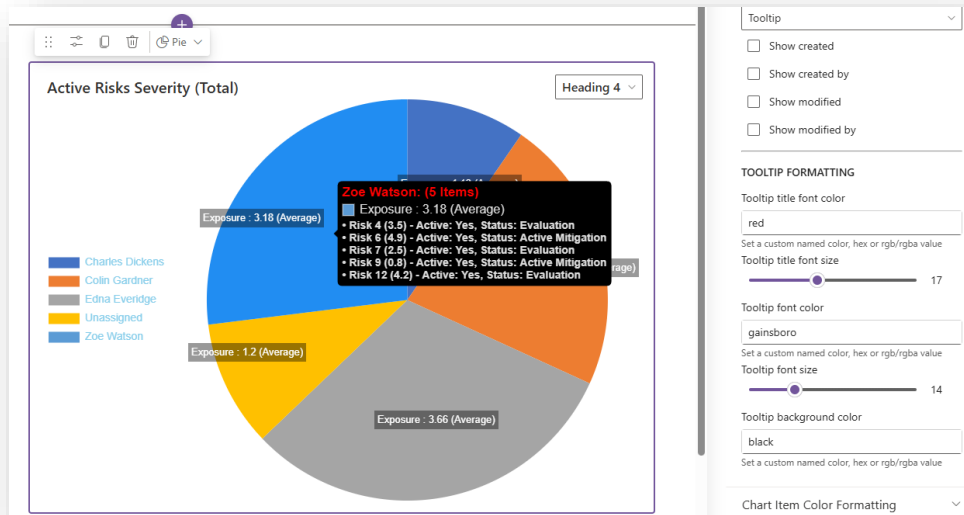 Tooltip
Show created
Show created by
Show modified
Show modified by
TOOLTIP FORMATTING
Tooltip title font color
red
Set a custom named color, hex or rgb/rgba value
Tooltip title font size
17
Tooltip font color
gainsboro
Set a custom named color, hex or rgb/rgba value
Tooltip font size
14
Tooltip background color
black
Set a custom named color, hex or rgb/rgba value
Chart Item Color Formatting
Pie
Active Risks Severity (Total)
Heading 4
Exposure : 3.18 (Average)
Zoe Watson: (5 Items)
Exposure : 3.18 (Average)
• Risk 4 (3.5) - Active: Yes, Status: Evaluation
• Risk 6 (4.9) - Active: Yes, Status: Active Mitigation
• Risk 7 (2.5) - Active: Yes, Status: Evaluation
• Risk 9 (0.8) - Active: Yes, Status: Active Mitigation
• Risk 12 (4.2) - Active: Yes, Status: Evaluation
rage)
Charles Dickens
Colin Gardner
Edna Everidge
Unassigned
Zoe Watson
Exposure : 1.2 (Average)
Exposure : 3.66 (Average)